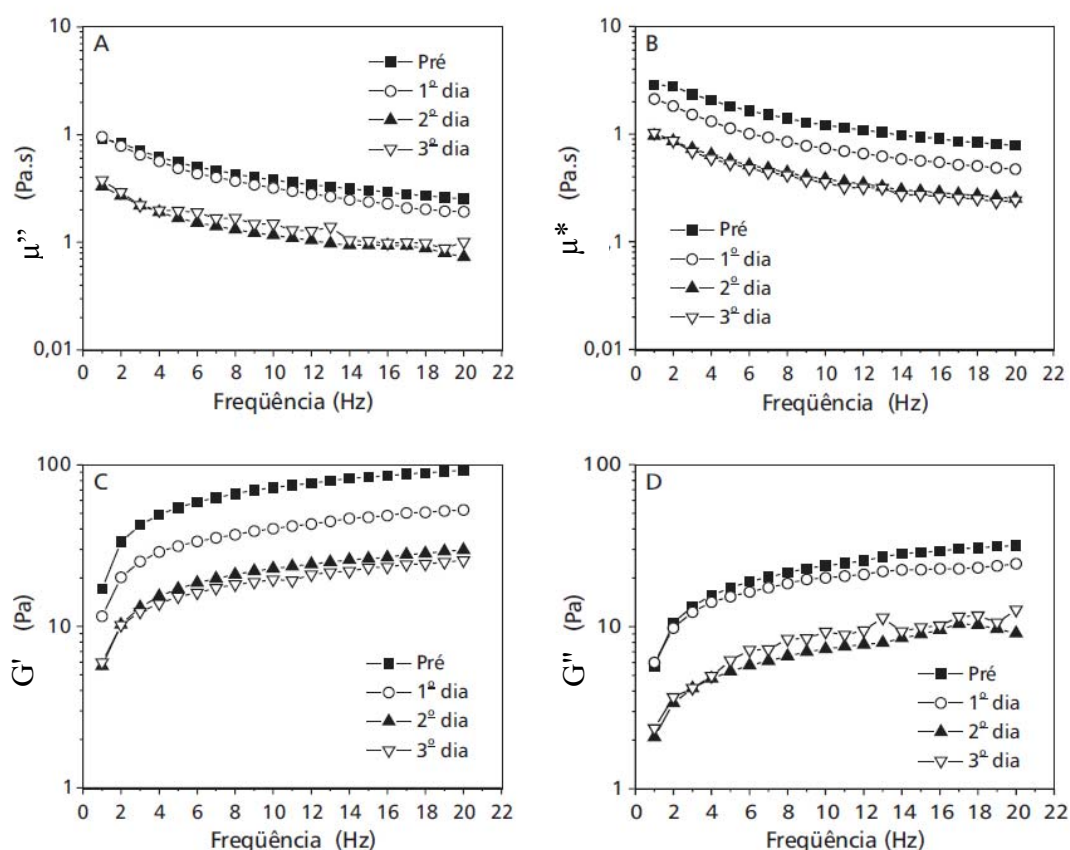 A
10
1
,1
0,01
µ” (Pa.s)
Pré
1º dia
2º dia
3º dia
0 2 4 6 8 10 12 14 16 18 20 22
Freqüência (Hz)
B
10
1
,1
0,01
µ* (Pa.s)
Pré
1º dia
2º dia
3º dia
0 2 4 6 8 10 12 14 16 18 20 22
Freqüência (Hz)
C
100
10
1
G' (Pa)
Pré
1º dia
2º dia
3º dia
0 2 4 6 8 10 12 14 16 18 20 22
Freqüência (Hz)
D
100
10
1
G" (Pa)
Pré
1º dia
2º dia
3º dia
0 2 4 6 8 10 12 14 16 18 20 22
Freqüência (Hz)